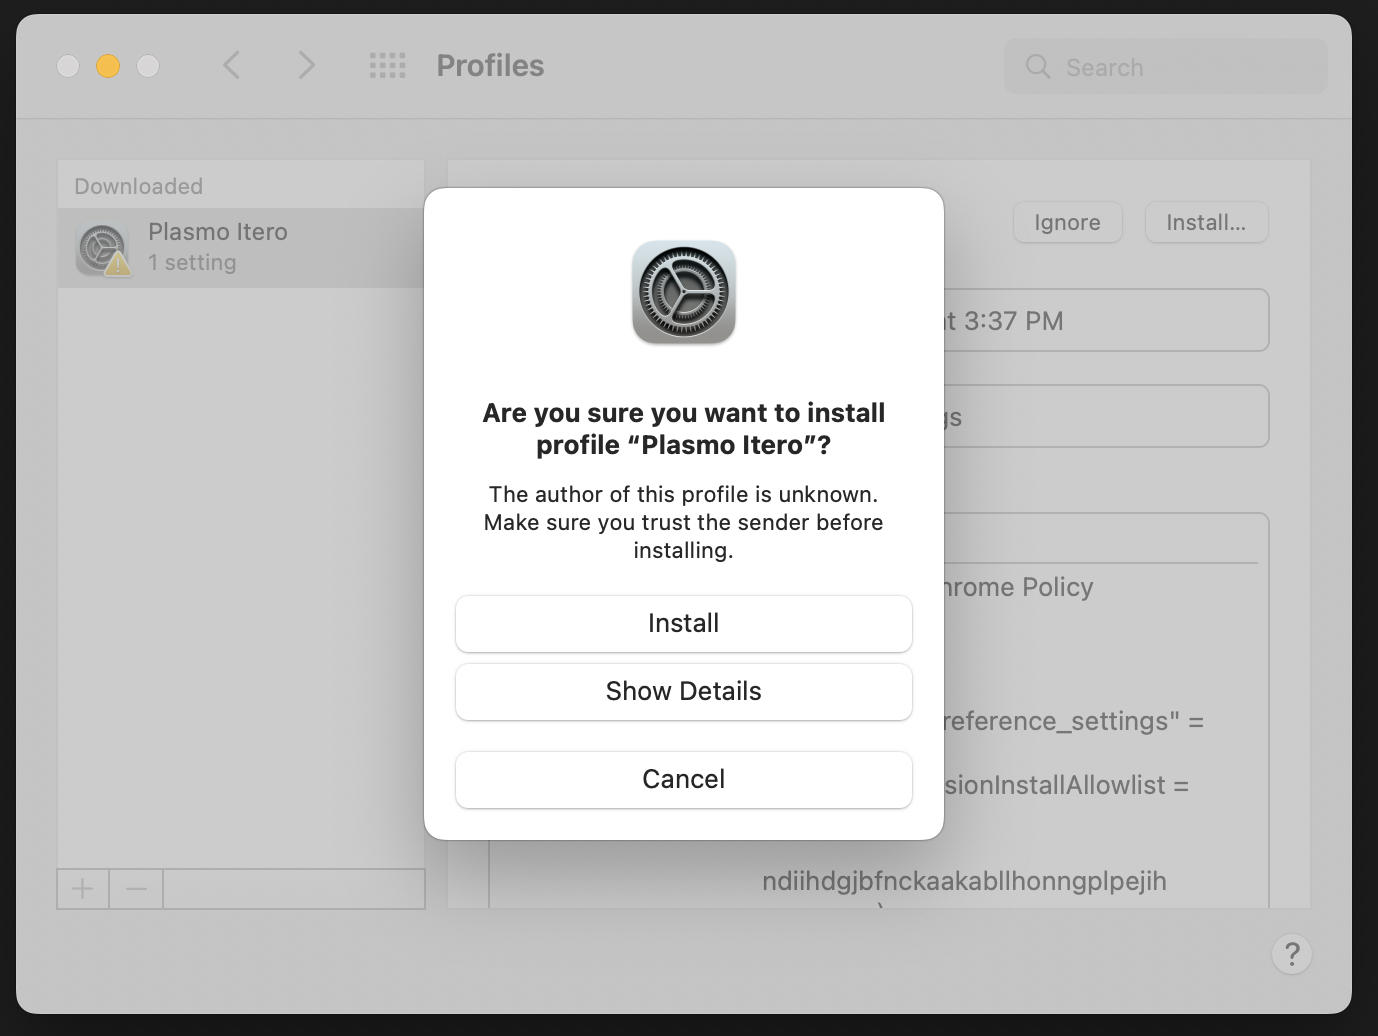 Profiles
Search
Downloaded
Plasmo Itero
1 setting
Ignore
Install...
3:37 PM
Are you sure you want to install
profile “Plasmo Itero”?
The author of this profile is unknown.
Make sure you trust the sender before
installing.
Install
Show Details
Cancel
Policy
reference_settings" =
sionInstallAllowlist =
ndiihdgjbfnckaakabllhonngplpejih
?